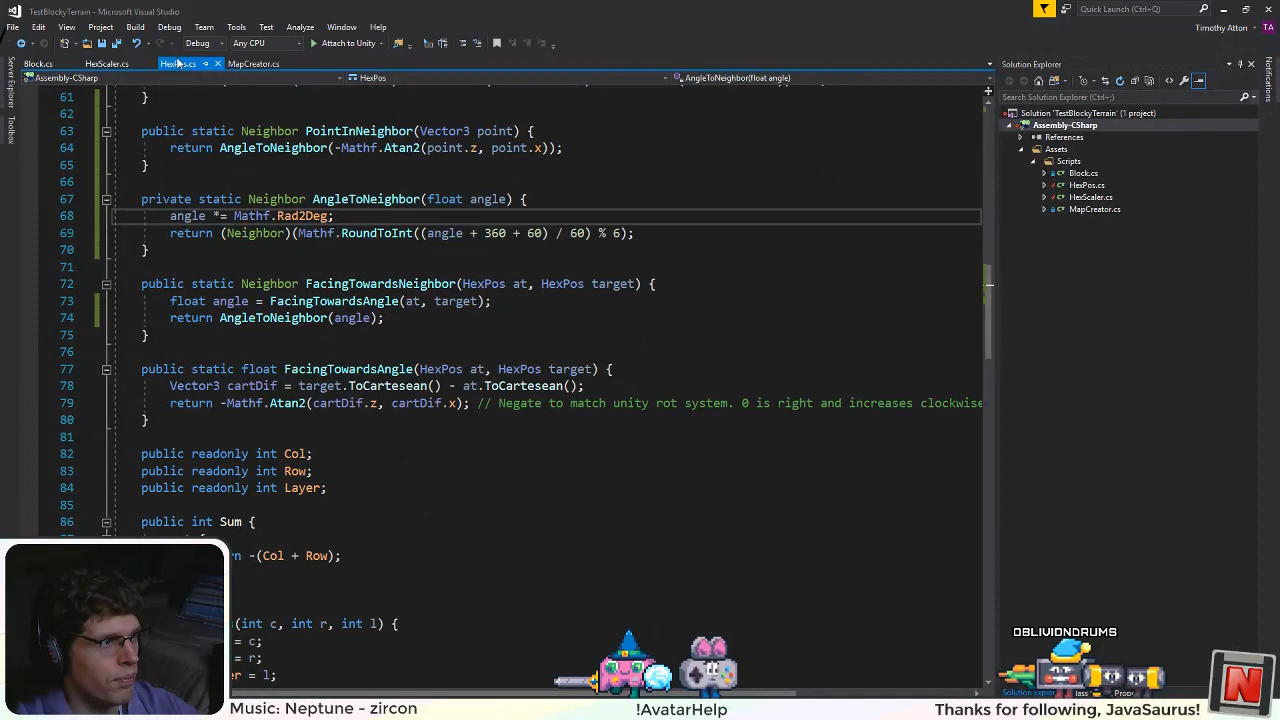 TestBlockyTerrain - Microsoft Visual Studio
Quick Launch (Ctrl+Q)
File Edit View Project Build Debug Team Tools Test Analyze Window Help
Timothy Atton TA
Debug Any CPU Attach to Unity
Block.cs HexScaler.cs HexPos.cs MapCreator.cs
Assembly-CSharp HexPos AngleToNeighbor(float angle)
Server Explorer
Toolbox
61 }
62
63 public static Neighbor PointInNeighbor(Vector3 point) {
64 return AngleToNeighbor(-Mathf.Atan2(point.z, point.x));
65 }
66
67 private static Neighbor AngleToNeighbor(float angle) {
68 angle *= Mathf.Rad2Deg;
69 return (Neighbor)(Mathf.RoundToInt((angle + 360 + 60) / 60) % 6);
70 }
71
72 public static Neighbor FacingTowardsNeighbor(HexPos at, HexPos target) {
73 float angle = FacingTowardsAngle(at, target);
74 return AngleToNeighbor(angle);
75 }
76
77 public static float FacingTowardsAngle(HexPos at, HexPos target) {
78 Vector3 cartDif = target.ToCartesean() - at.ToCartesean();
79 return -Mathf.Atan2(cartDif.z, cartDif.x); // Negate to match unity rot system. 0 is right and increases clockwise
80 }
81
82 public readonly int Col;
83 public readonly int Row;
84 public readonly int Layer;
85
86 public int Sum {
n -(Col + Row);
(int c, int r, int l) {
= c;
= r;
er = l;
Solution Explorer
Search Solution Explorer (Ctrl+;)
Solution 'TestBlockyTerrain' (1 project)
Assembly-CSharp
References
Assets
Scripts
Block.cs
HexPos.cs
HexScaler.cs
MapCreator.cs
Notifications
OBLIVIONDRUMS
Solution Explor
lass
Prop
N
Music: Neptune - zircon
!AvatarHelp
Thanks for following, JavaSaurus!